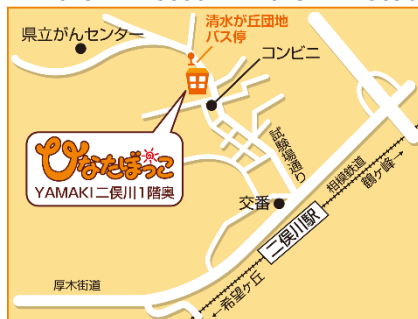 清水が丘団地
バス停
県立がんセンター
コンビニ
ひなたぼっこ
YAMAKI二俣川1階奥
試験場通り
相模鉄道
鶴ヶ峰→
交番
二俣川駅
厚木街道
←希望ケ丘